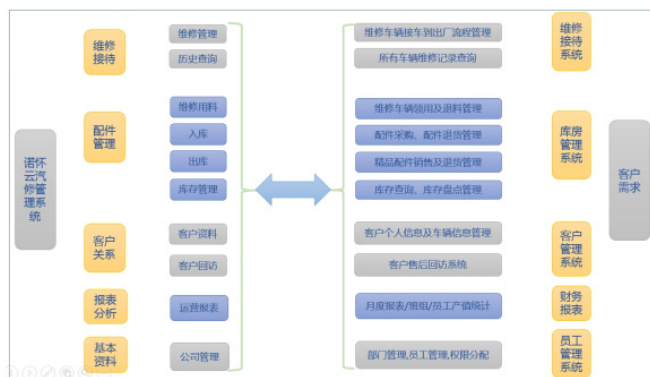 诺怀
云汽
修管
理系
统
维修
接待
维修管理
历史查询
配件
管理
维修用料
入库
出库
库存管理
客户
关系
客户资料
客户回访
报表
分析
运营报表
基本
资料
公司管理
维修车辆接车到出厂流程管理
所有车辆维修记录查询
维修车辆领用及退料管理
配件采购、配件退货管理
精品配件销售及退货管理
库存查询、库存盘点管理
客户个人信息及车辆信息管理
客户售后回访系统
月度报表/班组/员工产值统计
部门管理,员工管理,权限分配
维修
接待
系统
库房
管理
系统
客户
管理
系统
财务
报表
员工
管理
系统
客户
需求